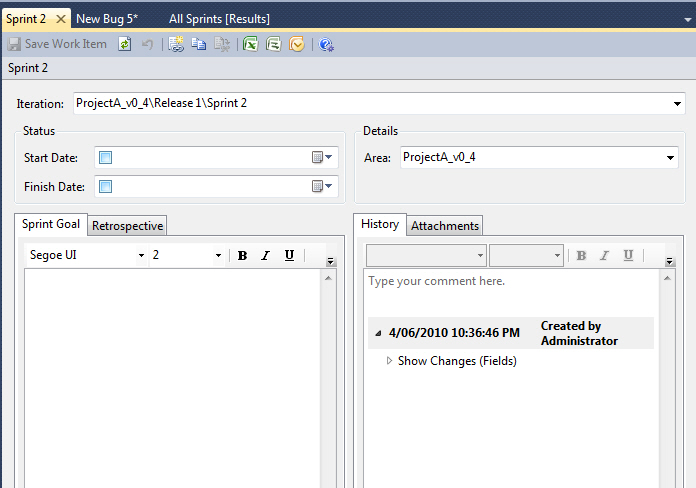 Sprint 2 New Bug 5* All Sprints [Results]
Save Work Item
Sprint 2
Iteration: ProjectA_v0_4\Release 1\Sprint 2
Status Details
Start Date: Area: ProjectA_v0_4
Finish Date:
Sprint Goal Retrospective History Attachments
Segoe UI 2 B I U B I U
Type your comment here.
4/06/2010 10:36:46 PM Created by
Administrator
Show Changes (Fields)